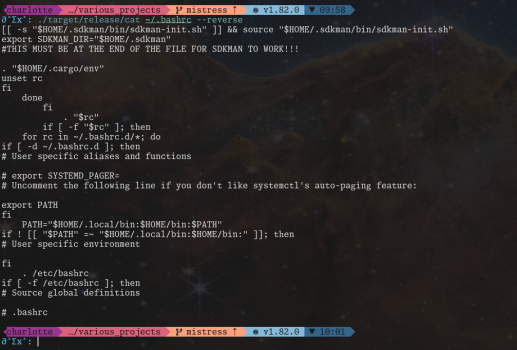 charlotte …/various_projects mistress ↑ v1.82.0 ♥ 09:58
∂'Σx': ./target/release/cat ~/.bashrc --reverse
[[ -s "$HOME/.sdkman/bin/sdkman-init.sh" ]] && source "$HOME/.sdkman/bin/sdkman-init.sh"
export SDKMAN_DIR="$HOME/.sdkman"
#THIS MUST BE AT THE END OF THE FILE FOR SDKMAN TO WORK!!!

. "$HOME/.cargo/env"
unset rc
fi
    done
        fi
            . "$rc"
        if [ -f "$rc" ]; then
    for rc in ~/.bashrc.d/*; do
if [ -d ~/.bashrc.d ]; then
# User specific aliases and functions

# export SYSTEMD_PAGER=
# Uncomment the following line if you don't like systemctl's auto-paging feature:

export PATH
fi
    PATH="$HOME/.local/bin:$HOME/bin:$PATH"
if ! [[ "$PATH" =~ "$HOME/.local/bin:$HOME/bin:" ]]; then
# User specific environment

fi
    . /etc/bashrc
if [ -f /etc/bashrc ]; then
# Source global definitions

# .bashrc
charlotte …/various_projects mistress ↑ v1.82.0 ♥ 10:01
∂'Σx':